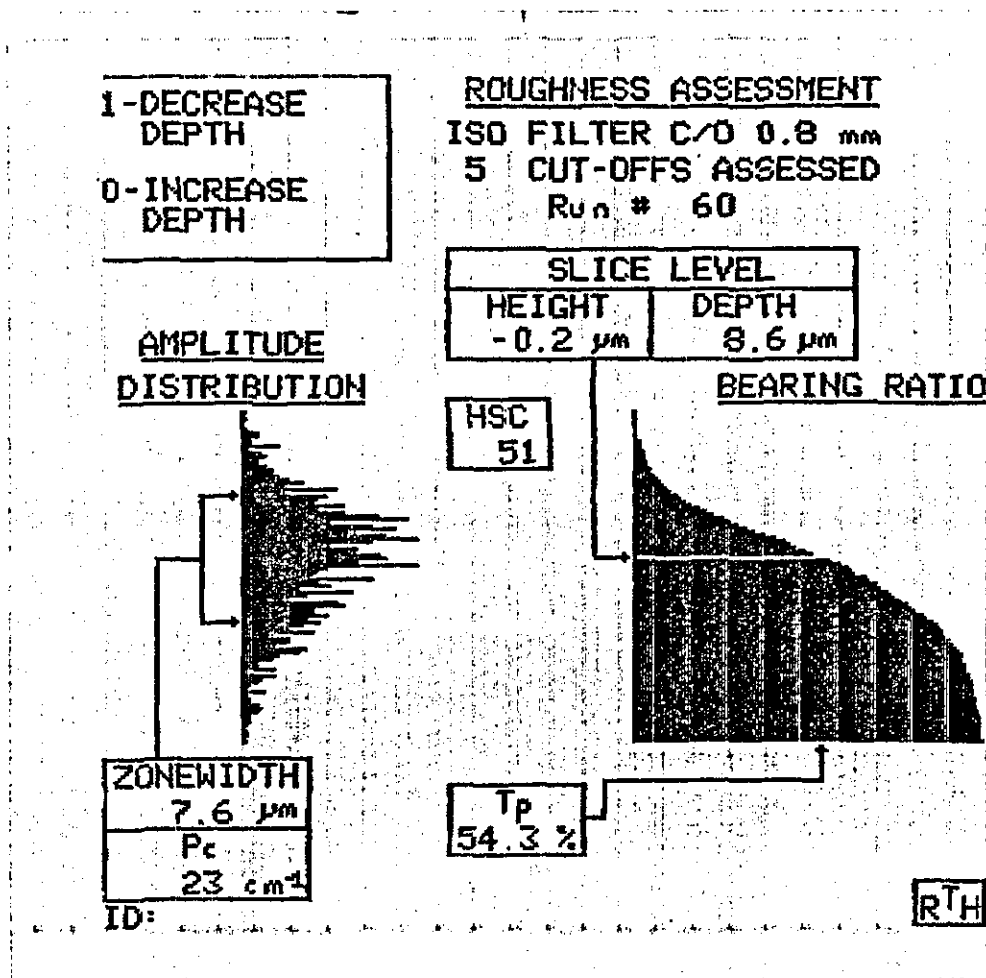 1-DECREASE
DEPTH
0-INCREASE
DEPTH
ROUGHNESS ASSESSMENT
ISO FILTER C/O 0.8 mm
5 CUT-OFFS ASSESSED
Run # 60
SLICE LEVEL
HEIGHT DEPTH
-0.2 µm 8.6 µm
AMPLITUDE
DISTRIBUTION
HSC
51
BEARING RATIO
ZONEWIDTH
7.6 µm
Pc
23 cm-1
Tp
54.3 %
ID:
RTH